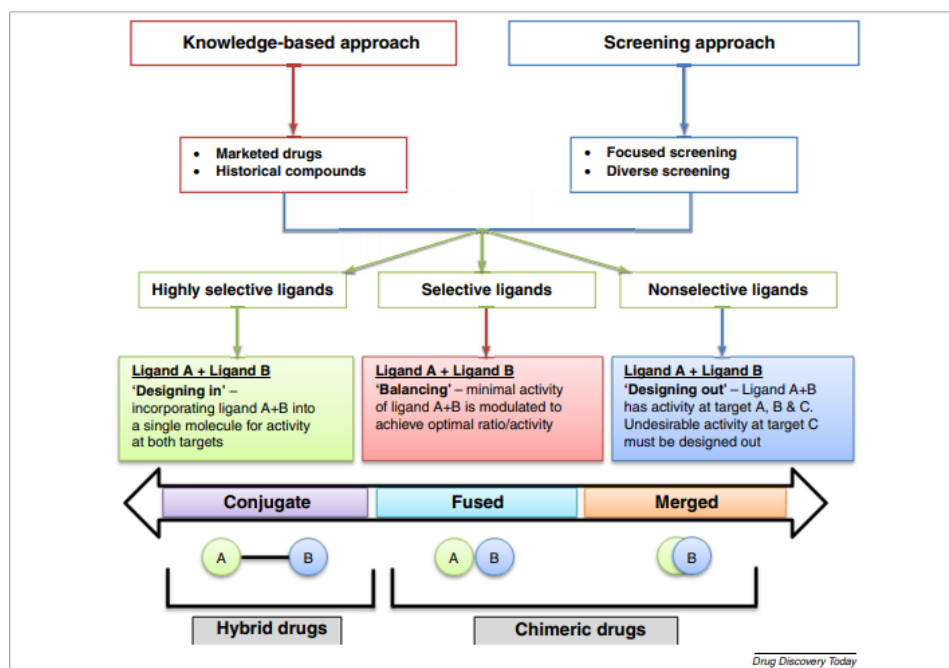 Knowledge-based approach
Screening approach
• Marketed drugs
• Historical compounds
• Focused screening
• Diverse screening
Highly selective ligands
Selective ligands
Nonselective ligands
Ligand A + Ligand B
'Designing in' –
incorporating ligand A+B into
a single molecule for activity
at both targets
Ligand A + Ligand B
'Balancing' – minimal activity
of ligand A+B is modulated to
achieve optimal ratio/activity
Ligand A + Ligand B
'Designing out' – Ligand A+B
has activity at target A, B & C.
Undesirable activity at target C
must be designed out
Conjugate
Fused
Merged
A
B
A
B
B
Hybrid drugs
Chimeric drugs
Drug Discovery Today